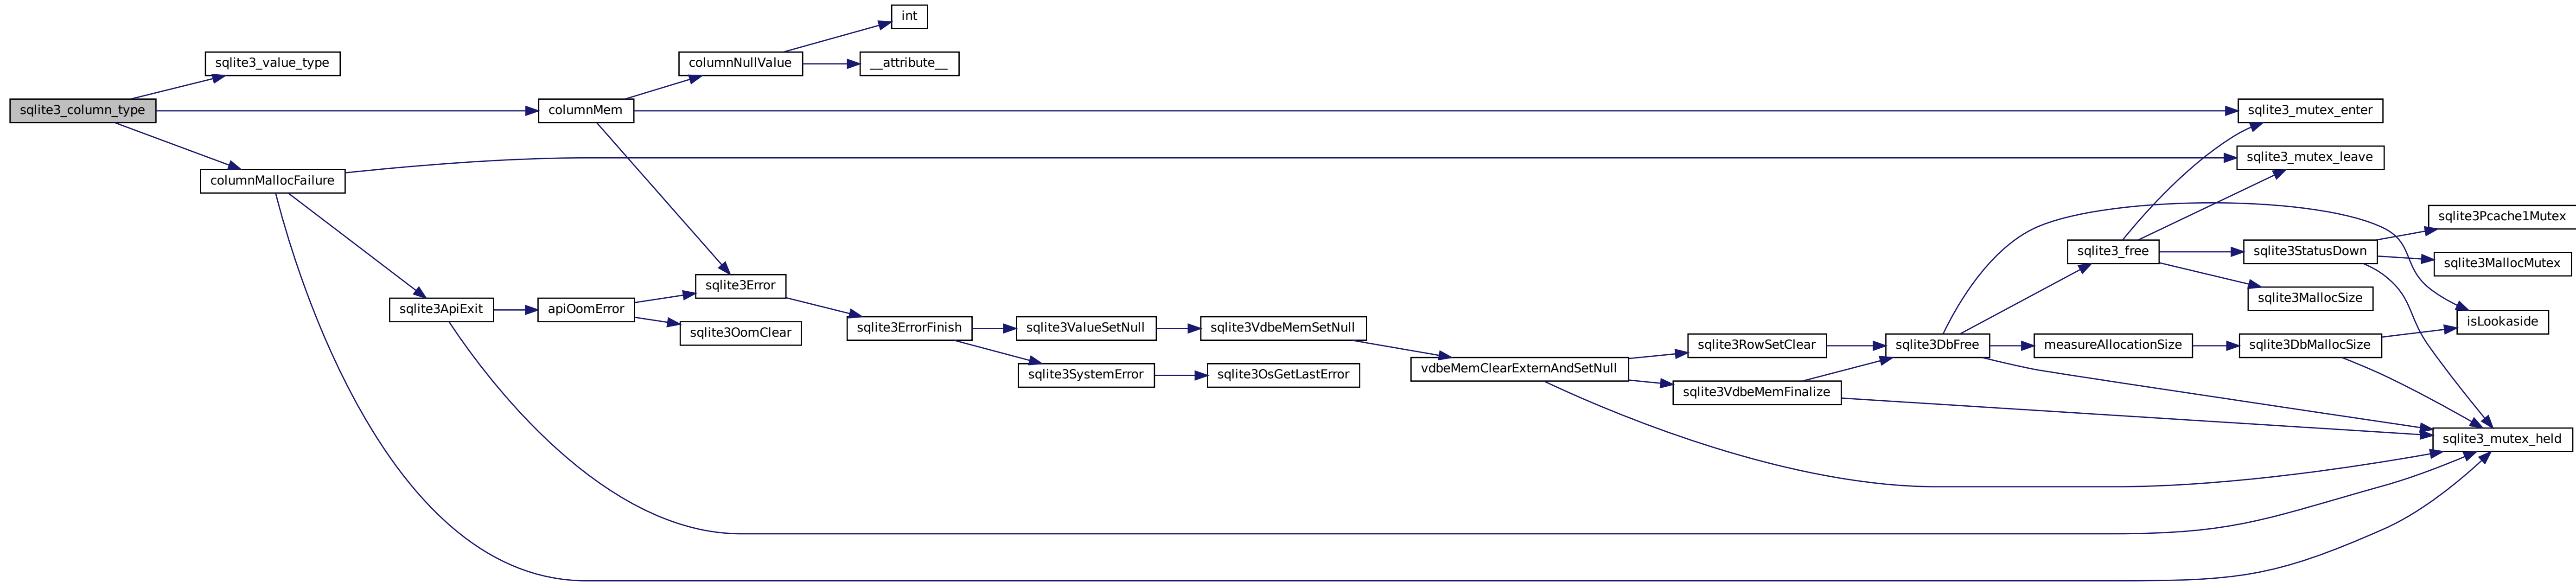 int
sqlite3_value_type
columnNullValue
__attribute__
sqlite3_column_type
columnMem
sqlite3_mutex_enter
sqlite3_mutex_leave
columnMallocFailure
sqlite3Pcache1Mutex
sqlite3_free
sqlite3StatusDown
sqlite3MallocMutex
sqlite3Error
sqlite3MallocSize
sqlite3ApiExit
apiOomError
sqlite3OomClear
sqlite3ErrorFinish
sqlite3ValueSetNull
sqlite3VdbeMemSetNull
isLookaside
sqlite3RowSetClear
sqlite3DbFree
measureAllocationSize
sqlite3DbMallocSize
sqlite3SystemError
sqlite3OsGetLastError
vdbeMemClearExternAndSetNull
sqlite3VdbeMemFinalize
sqlite3_mutex_held